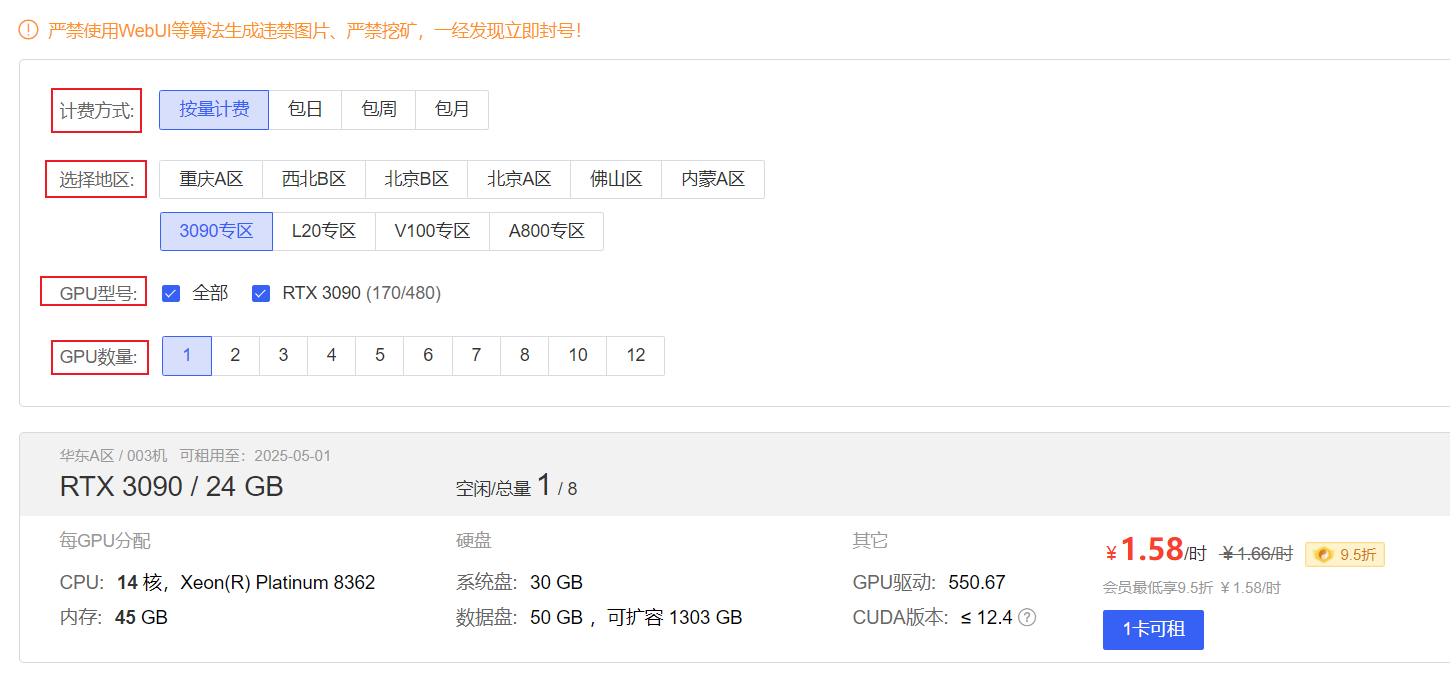 严禁使用WebUI等算法生成违禁图片、严禁挖矿，一经发现立即封号！
计费方式: 按量计费 包日 包周 包月
选择地区: 重庆A区 西北B区 北京B区 北京A区 佛山区 内蒙A区
3090专区 L20专区 V100专区 A800专区
GPU型号: 全部 RTX 3090 (170/480)
GPU数量: 1 2 3 4 5 6 7 8 10 12
华东A区 / 003机 可租用至：2025-05-01
RTX 3090 / 24 GB 空闲/总量 1 / 8
每GPU分配 硬盘 其它
¥1.58/时 ¥1.66/时 9.5折
CPU: 14 核，Xeon(R) Platinum 8362 系统盘: 30 GB GPU驱动: 550.67
会员最低享9.5折 ¥1.58/时
内存: 45 GB 数据盘: 50 GB ，可扩容 1303 GB CUDA版本: ≤ 12.4
1卡可租